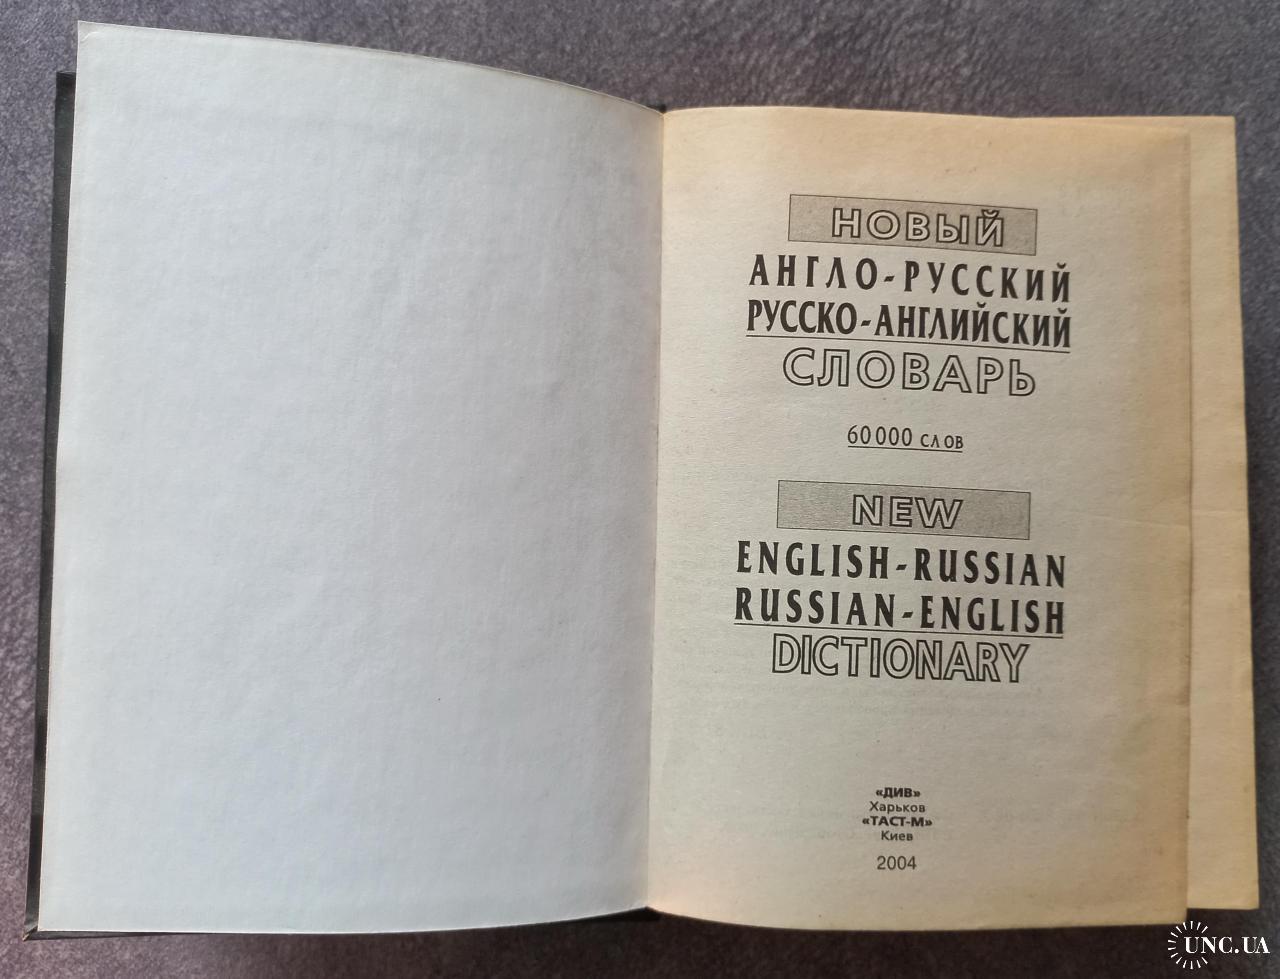 НОВЫЙ
АНГЛО-РУССКИЙ
РУССКО-АНГЛИЙСКИЙ
СЛОВАРЬ
60 000 слов
NEW
ENGLISH-RUSSIAN
RUSSIAN-ENGLISH
DICTIONARY
«ДИВ»
Харьков
«ТАСТ-М»
Киев
2004
UNC.UA